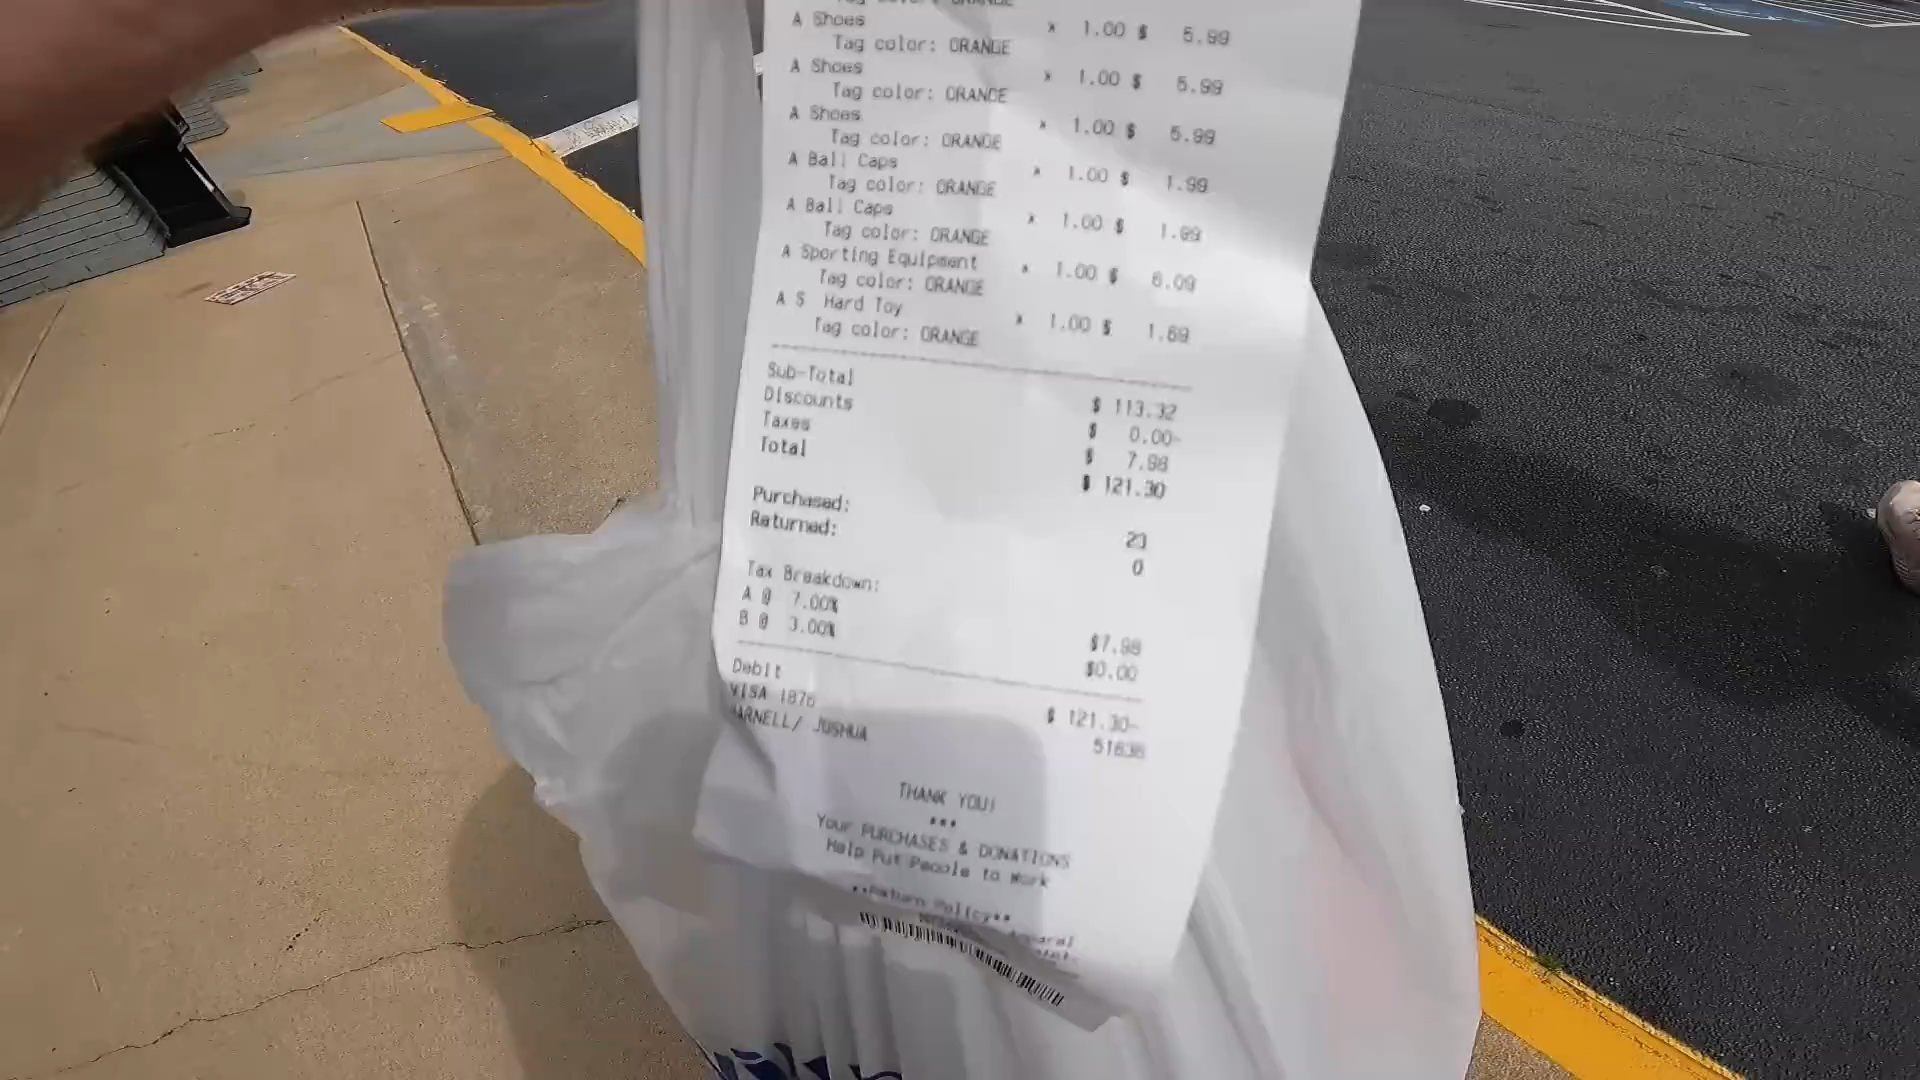 A Shoes x 1.00 $ 5.99
Tag color: ORANGE
A Shoes x 1.00 $ 5.99
Tag color: ORANGE
A Shoes x 1.00 $ 5.99
Tag color: ORANGE
A Ball Caps x 1.00 $ 1.99
Tag color: ORANGE
A Ball Caps x 1.00 $ 1.99
Tag color: ORANGE
A Sporting Equipment x 1.00 $ 6.09
Tag color: ORANGE
A S Hard Toy x 1.00 $ 1.69
Tag color: ORANGE
Sub-Total $ 113.32
Discounts $ 0.00-
Taxes $ 7.98
Total $ 121.30
Purchased:
Returned: 0
Tax Breakdown:
A @ 7.00% $7.98
B @ 3.00% $0.00
Debit $ 121.30-
VISA 1876
JOSHUA
THANK YOU!
***
Your PURCHASES & DONATIONS
Help Put People to Work
**Return Policy**